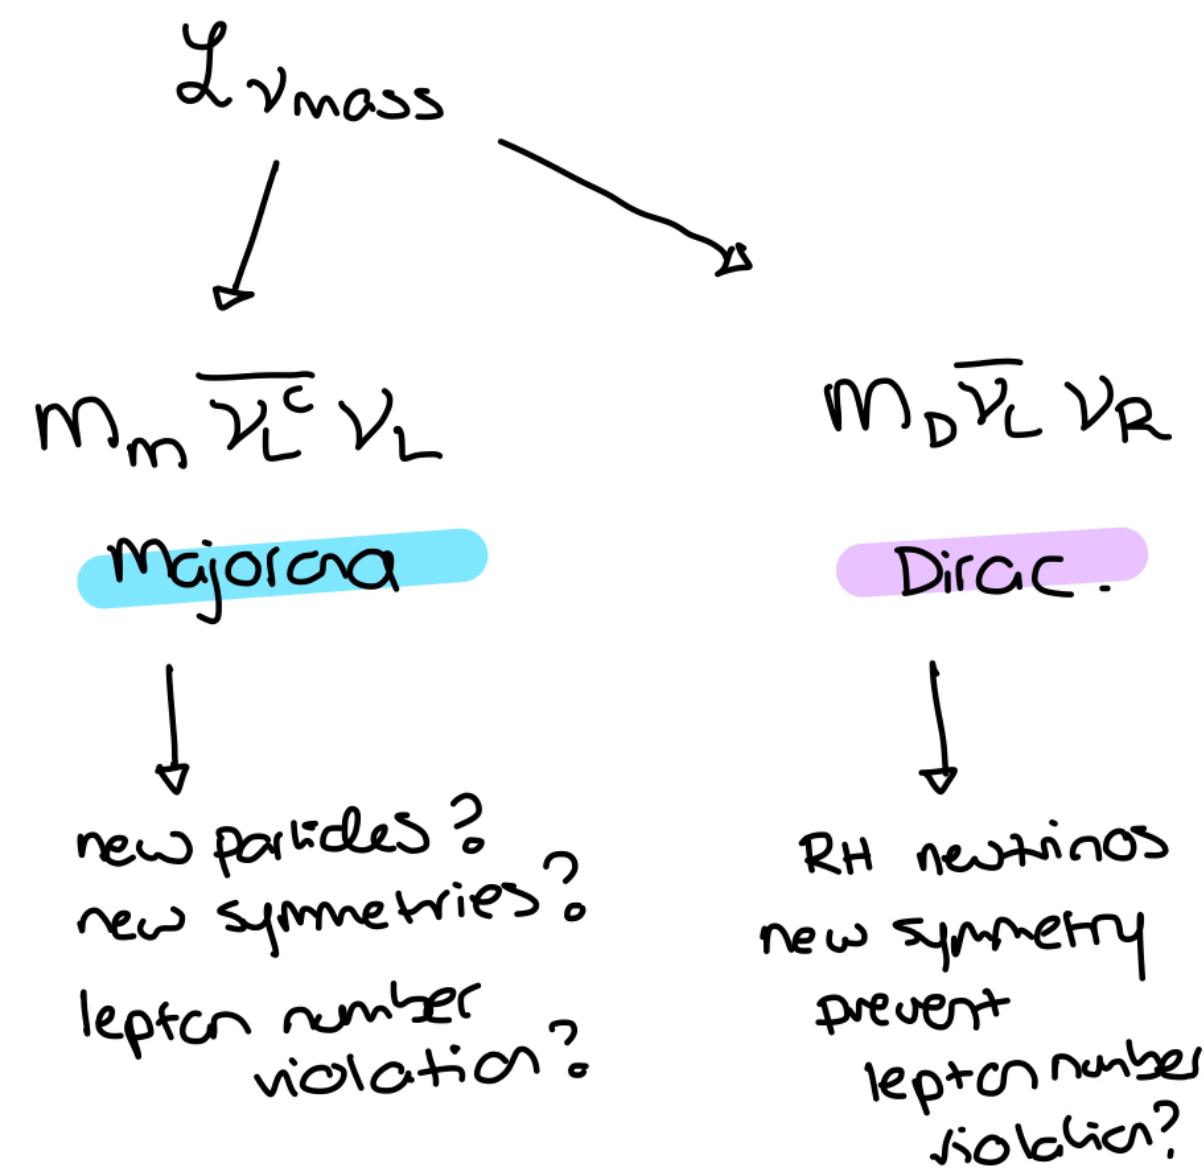 ℒ νmass
m_m \overline{ν_L^c} ν_L
m_D \overline{ν_L} ν_R
Majorana
Dirac.
new particles?
new symmetries?
lepton number
violation?
RH neutrinos
new symmetry
prevent
lepton number
violation?